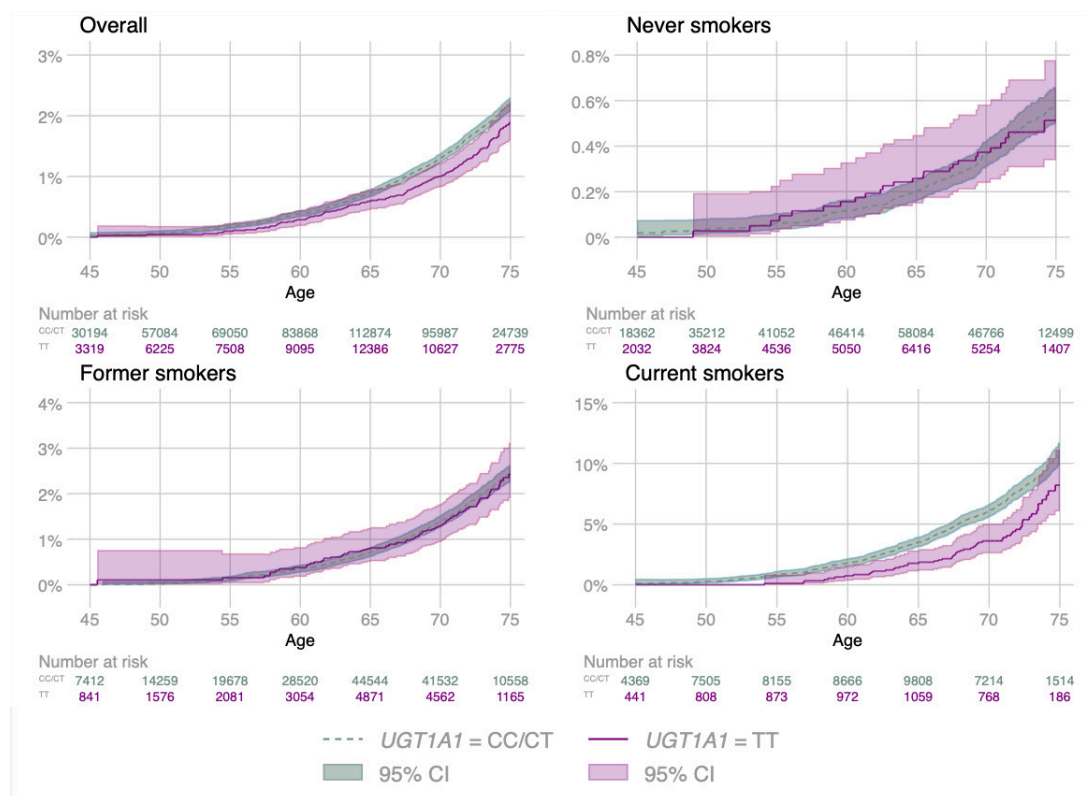 Overall
3%
2%
1%
0%
45 50 55 60 65 70 75
Age
Number at risk
CC/CT 30194 57084 69050 83868 112874 95987 24739
TT 3319 6225 7508 9095 12386 10627 2775
Never smokers
0.8%
0.6%
0.4%
0.2%
0%
45 50 55 60 65 70 75
Age
Number at risk
CC/CT 18362 35212 41052 46414 58084 46766 12499
TT 2032 3824 4536 5050 6416 5254 1407
Former smokers
4%
3%
2%
1%
0%
45 50 55 60 65 70 75
Age
Number at risk
CC/CT 7412 14259 19678 28520 44544 41532 10558
TT 841 1576 2081 3054 4871 4562 1165
Current smokers
15%
10%
5%
0%
45 50 55 60 65 70 75
Age
Number at risk
CC/CT 4369 7505 8155 8666 9808 7214 1514
TT 441 808 873 972 1059 768 186
UGT1A1 = CC/CT UGT1A1 = TT
95% CI 95% CI